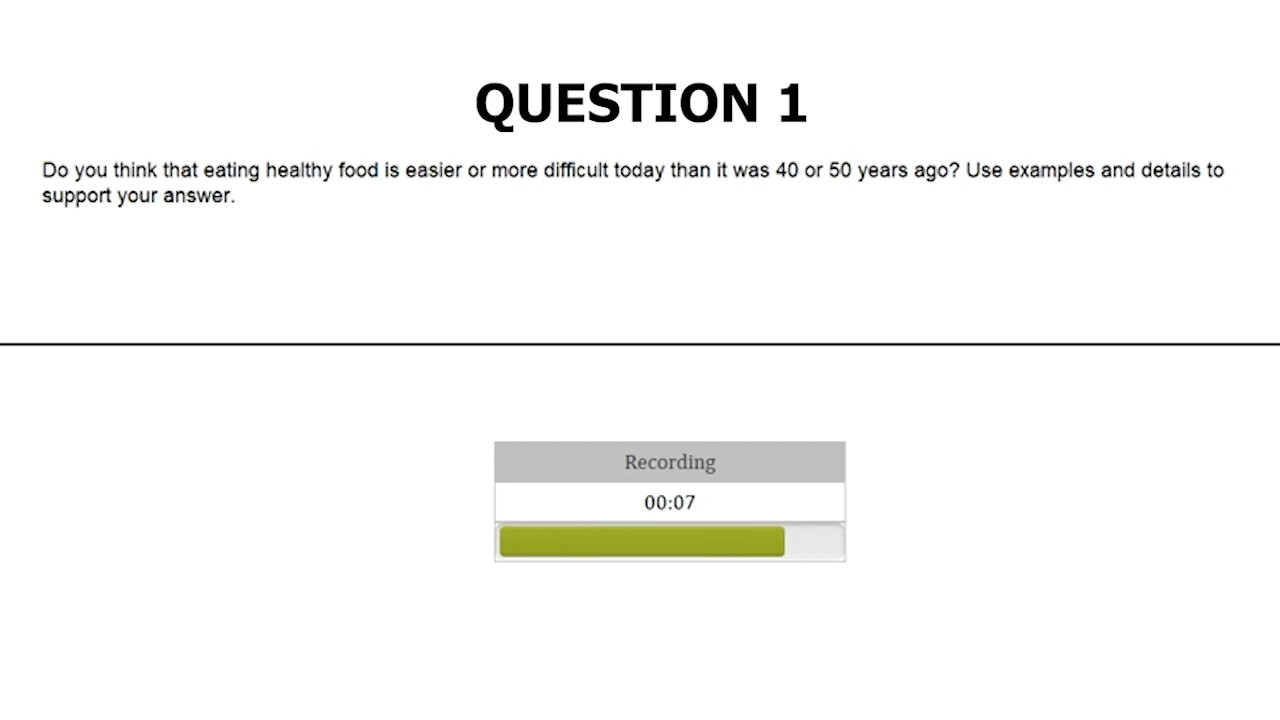 QUESTION 1
Do you think that eating healthy food is easier or more difficult today than it was 40 or 50 years ago? Use examples and details to
support your answer.
Recording
00:07